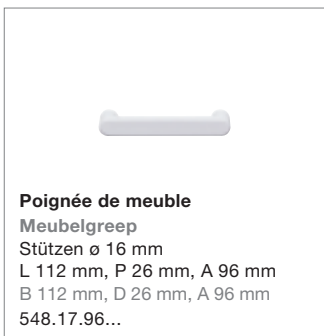 Poignée de meuble
Meubelgreep
Stützen ø 16 mm
L 112 mm, P 26 mm, A 96 mm
B 112 mm, D 26 mm, A 96 mm
548.17.96...